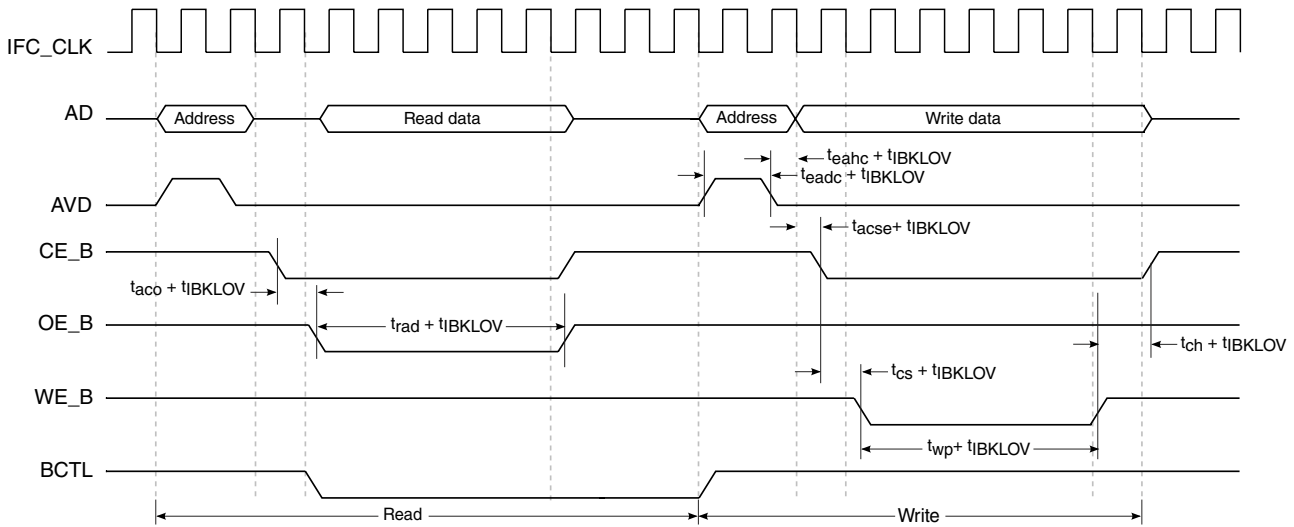 IFC_CLK
AD
Address
Read data
Address
Write data
teahc + tIBKLOV
teadc + tIBKLOV
AVD
tacse+ tIBKLOV
CE_B
taco + tIBKLOV
OE_B
trad + tIBKLOV
tch + tIBKLOV
tcs + tIBKLOV
WE_B
twp+ tIBKLOV
BCTL
Read
Write